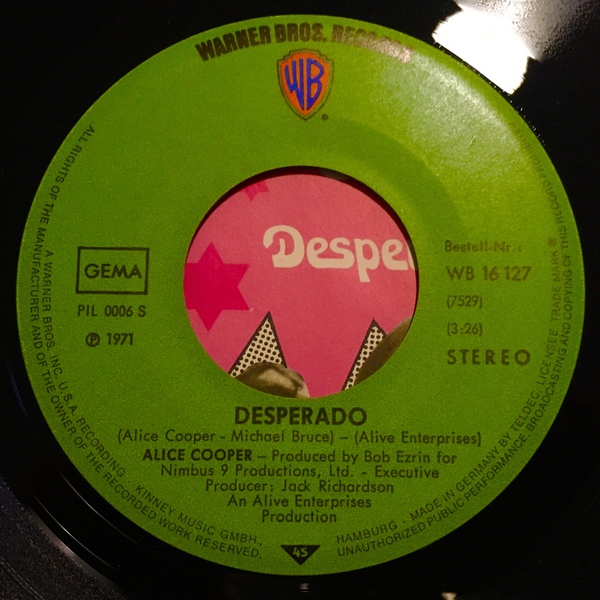 WARNER BROS. RECORDS
WB
Despe
GEMA
PIL 0006 S
Ⓟ 1971
Bestell-Nr.:
WB 16 127
(7529)
(3:26)
STEREO
DESPERADO
(Alice Cooper - Michael Bruce) – (Alive Enterprises)
ALICE COOPER – Produced by Bob Ezrin for
Nimbus 9 Productions, Ltd. - Executive
Producer: Jack Richardson
An Alive Enterprises
Production
45
ALL RIGHTS OF THE MANUFACTURER AND OF THE OWNER OF THE RECORDED WORK RESERVED,
A WARNER BROS. INC. U.S.A. RECORDING · KINNEY MUSIC GMBH.,
HAMBURG · MADE IN GERMANY BY TELDEC, LICENSEE TRADE MARK ®
UNAUTHORIZED PUBLIC PERFORMANCE, BROADCASTING AND COPYING OF THIS RECORD